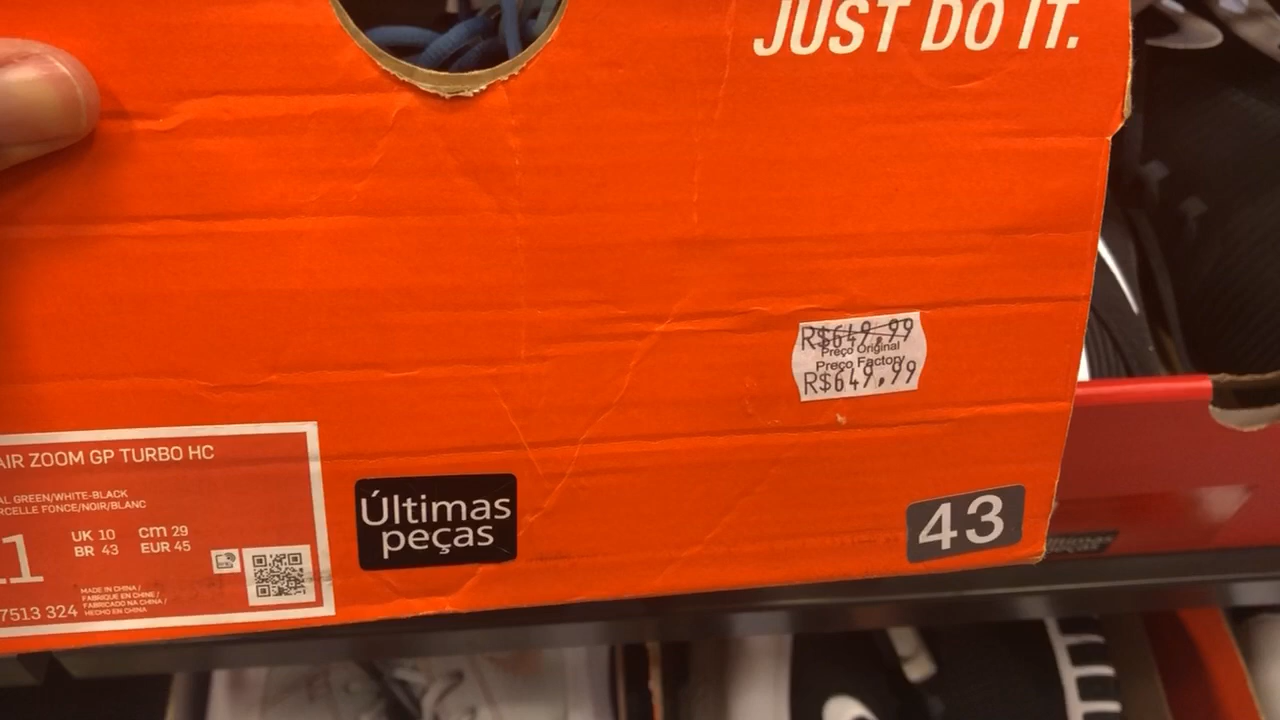 JUST DO IT.
R$649,99
Preço Original
Preço Factory
R$649,99
AIR ZOOM GP TURBO HC
GREEN/WHITE-BLACK
FONCE/NOIR/BLANC
UK 10 cm 29
BR 43 EUR 45
MADE IN CHINA /
FABRIQUE EN CHINE /
FABRICADO NA CHINA /
HECHO EN CHINA
7513 324
Últimas
peças
43
Últimas
peças